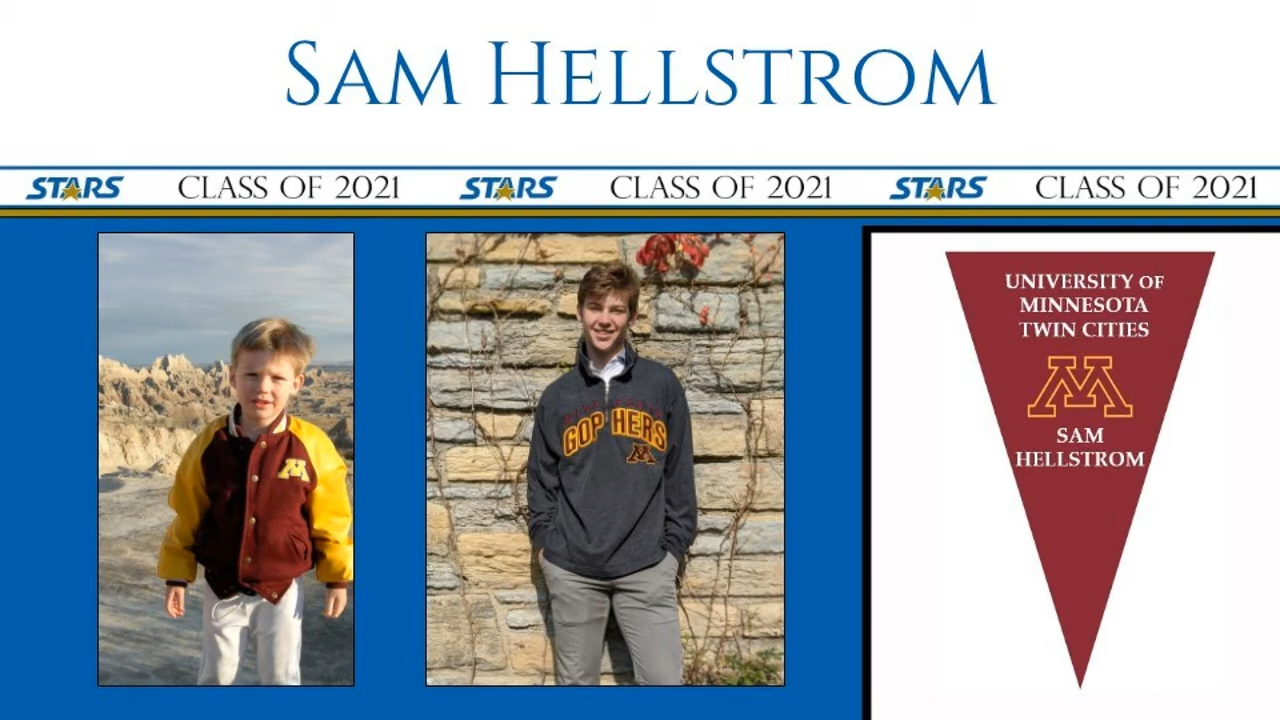 SAM HELLSTROM
STARS CLASS OF 2021 STARS CLASS OF 2021 STARS CLASS OF 2021
M
GOPHERS
M
UNIVERSITY OF
MINNESOTA
TWIN CITIES
M
SAM
HELLSTROM